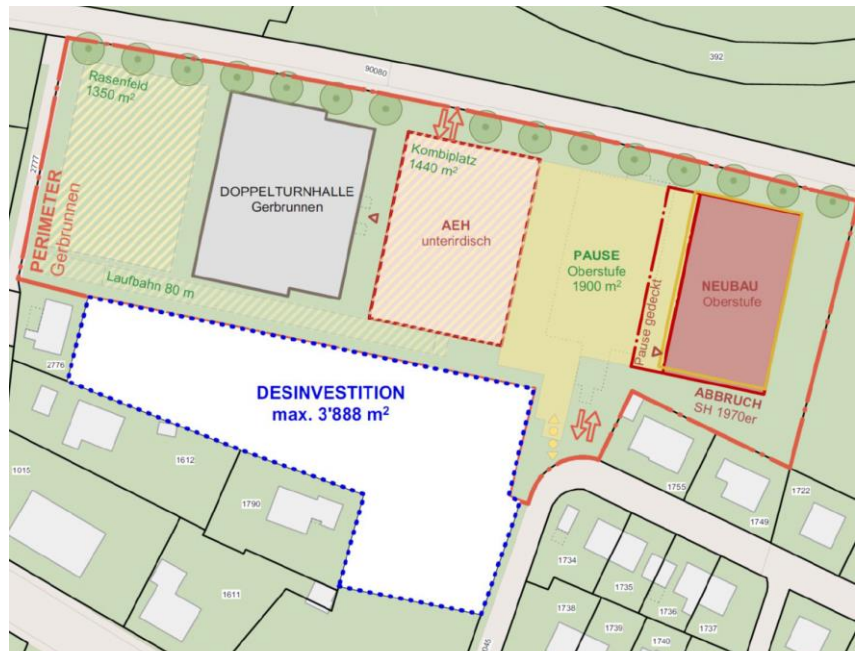 392
90080
Rasenfeld
1350 m²
2777
PERIMETER
Gerbrunnen
DOPPELTURNHALLE
Gerbrunnen
Kombiplatz
1440 m²
AEH
unterirdisch
PAUSE
Oberstufe
1900 m²
Pause gedeckt
NEUBAU
Oberstufe
Laufbahn 80 m
2776
DESINVESTITION
max. 3'888 m²
ABBRUCH
SH 1970er
1015
1612
1790
1611
1755
1722
1749
1734
1735
1736
1737
1738
1739
1740